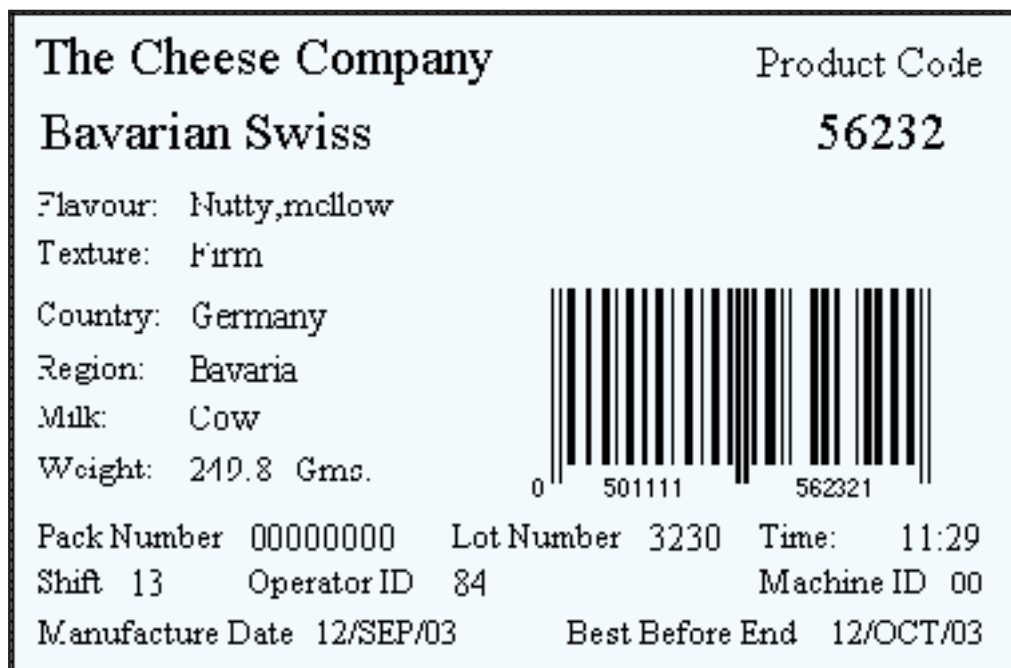 The Cheese Company Product Code
Bavarian Swiss 56232
Flavour: Nutty,mellow
Texture: Firm
Country: Germany
Region: Bavaria
Milk: Cow
Weight: 249.8 Gms.
0 501111 562321
Pack Number 00000000 Lot Number 3230 Time: 11:29
Shift 13 Operator ID 84 Machine ID 00
Manufacture Date 12/SEP/03 Best Before End 12/OCT/03